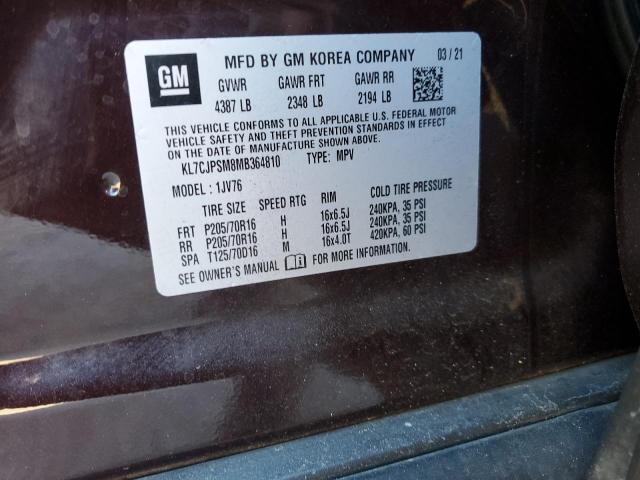 GM
MFD BY GM KOREA COMPANY 03 / 21
GVWR GAWR FRT GAWR RR
4387 LB 2348 LB 2194 LB
THIS VEHICLE CONFORMS TO ALL APPLICABLE U.S. FEDERAL MOTOR
VEHICLE SAFETY AND THEFT PREVENTION STANDARDS IN EFFECT
ON THE DATE OF MANUFACTURE SHOWN ABOVE.
KL7CJPSM8MB364810 TYPE: MPV
MODEL : 1JV76
TIRE SIZE SPEED RTG RIM COLD TIRE PRESSURE
FRT P205/70R16 H 16x6.5J 240KPA, 35 PSI
RR P205/70R16 H 16x6.5J 240KPA, 35 PSI
SPA T125/70D16 M 16x4.0T 420KPA, 60 PSI
SEE OWNER'S MANUAL FOR MORE INFORMATION.